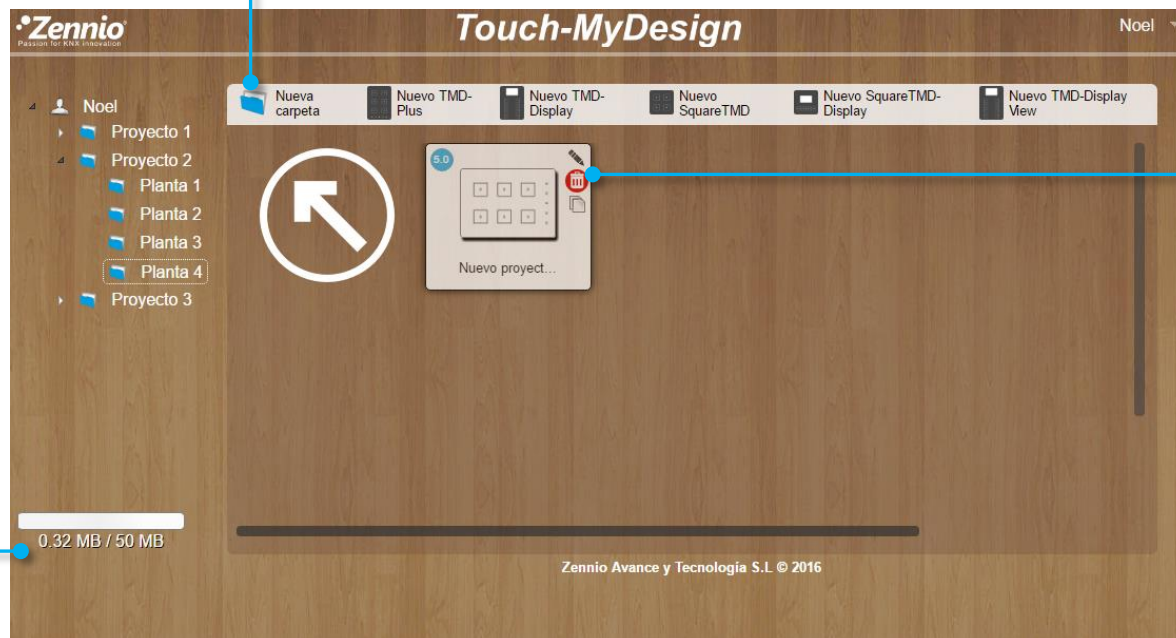 Zennio
Passion for KNX innovation
Touch-MyDesign
Noel
Nueva
carpeta
Nuevo TMD-
Plus
Nuevo TMD-
Display
Nuevo
SquareTMD
Nuevo SquareTMD-
Display
Nuevo TMD-Display
View
Noel
Proyecto 1
Proyecto 2
Planta 1
Planta 2
Planta 3
Planta 4
Proyecto 3
5.0
Nuevo proyect...
0.32 MB / 50 MB
Zennio Avance y Tecnología S.L © 2016